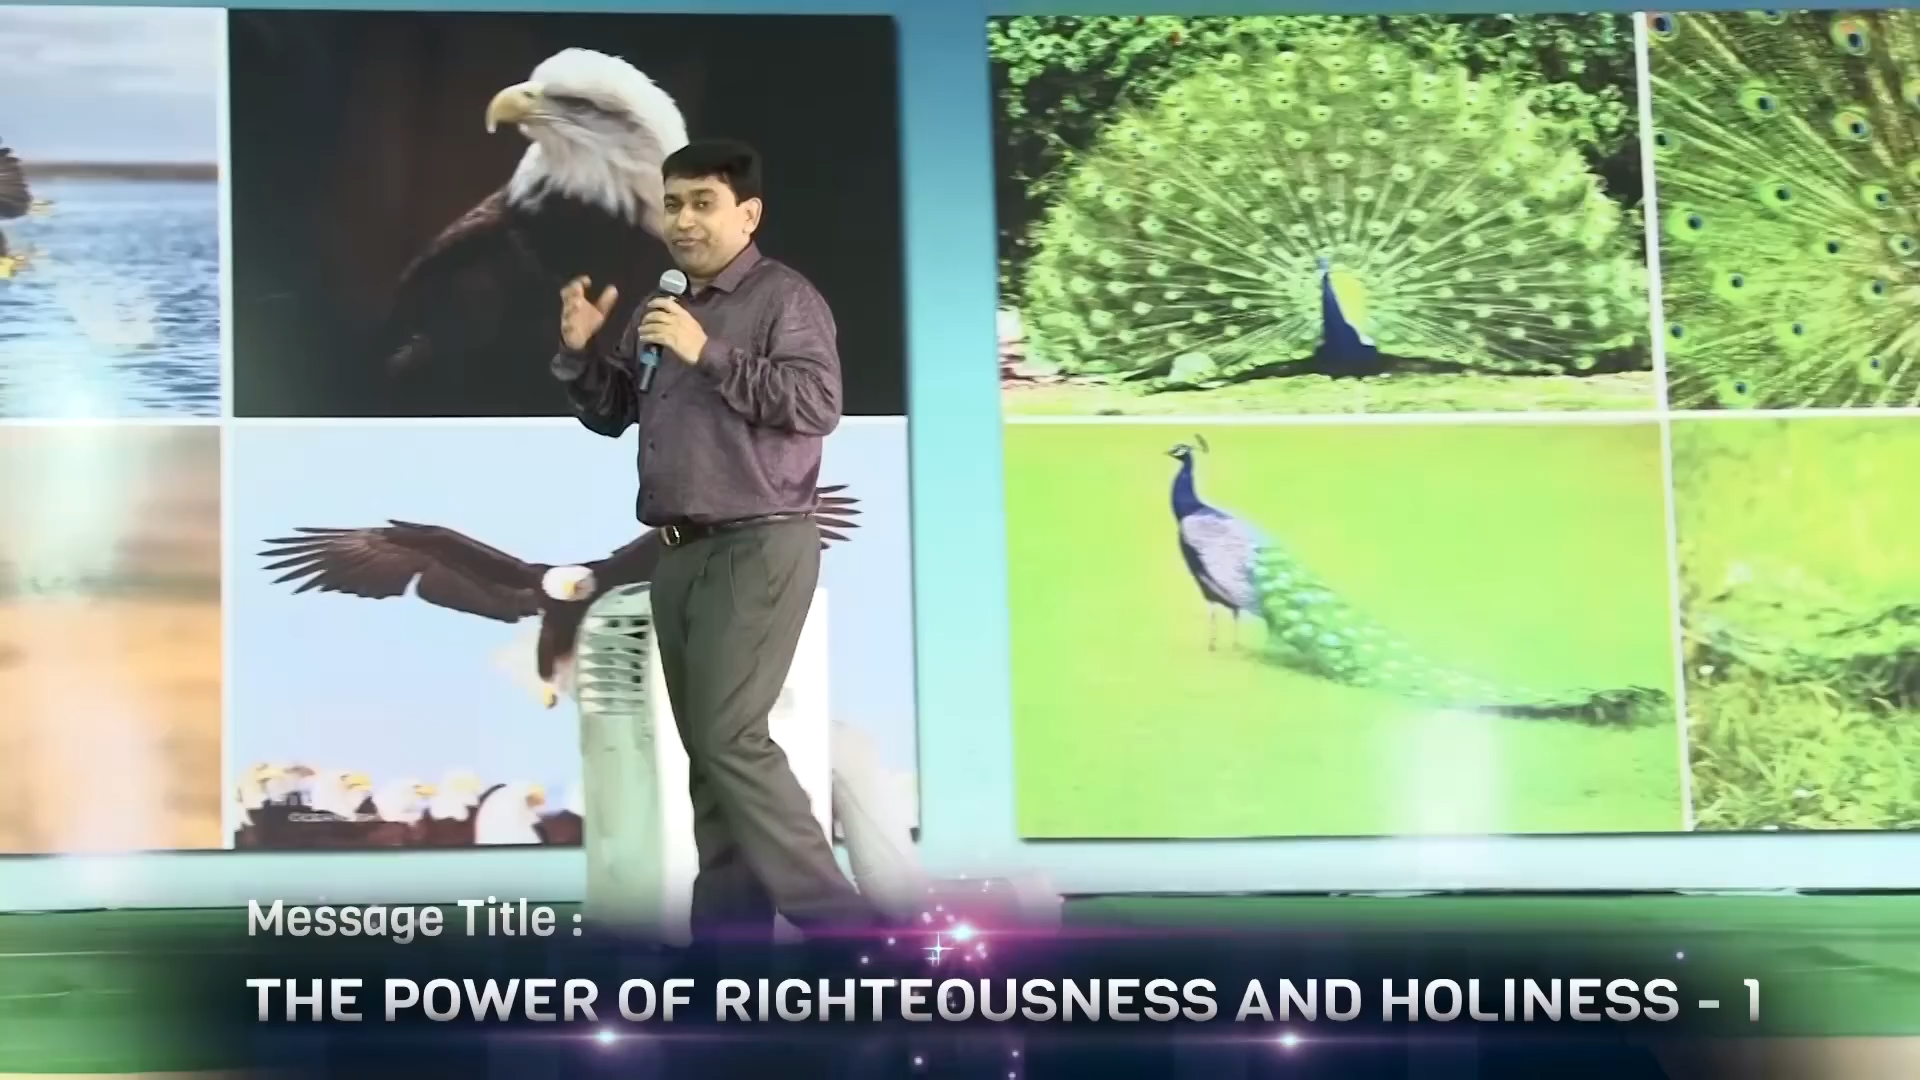 Message Title :
THE POWER OF RIGHTEOUSNESS AND HOLINESS - 1